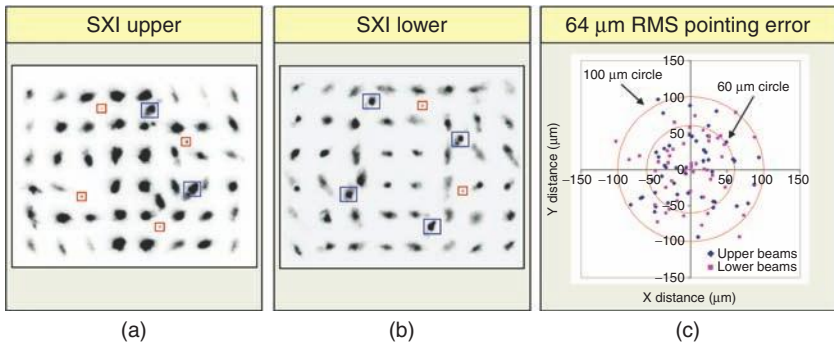 SXI upper
SXI lower
64 µm RMS pointing error
100 µm circle
60 µm circle
150
100
50
0
−50
−100
−150
−150
−100
−50
0
50
100
150
Y distance (µm)
X distance (µm)
Upper beams
Lower beams
(a)
(b)
(c)